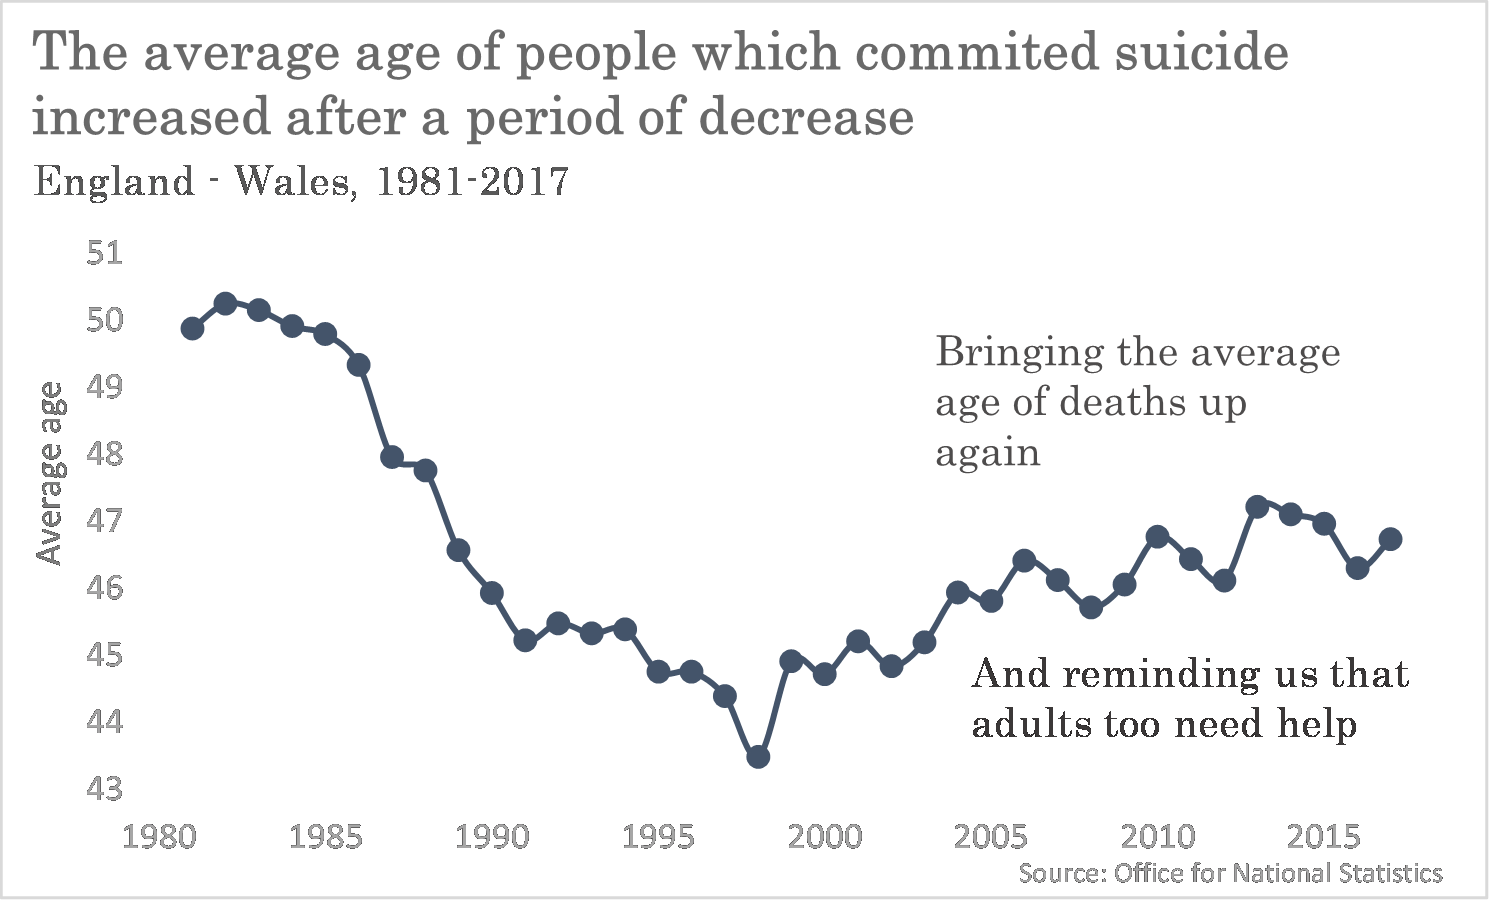 The average age of people which commited suicide
increased after a period of decrease
England - Wales, 1981-2017
51
50
49
48
47
46
45
44
43
Average age
Bringing the average
age of deaths up
again
And reminding us that
adults too need help
1980 1985 1990 1995 2000 2005 2010 2015
Source: Office for National Statistics